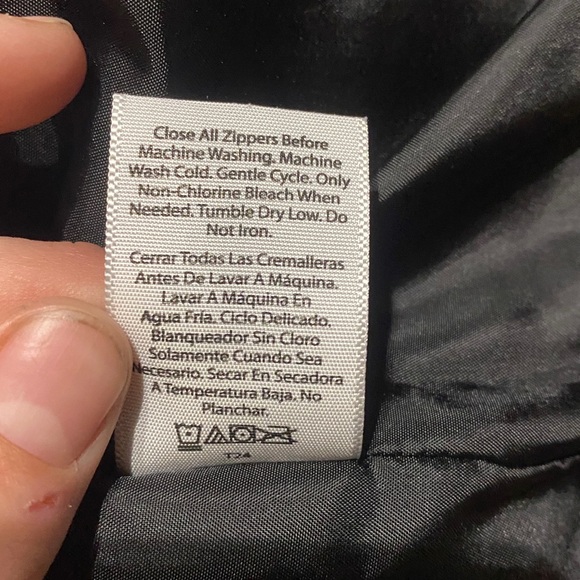 Close All Zippers Before
Machine Washing. Machine
Wash Cold. Gentle Cycle. Only
Non-Chlorine Bleach When
Needed. Tumble Dry Low. Do
Not Iron.
Cerrar Todas Las Cremalleras
Antes De Lavar A Máquina.
Lavar A Máquina En
Agua Fría. Ciclo Delicado.
Blanqueador Sin Cloro
Solamente Cuando Sea
Necesario. Secar En Secadora
A Temperatura Baja. No
Planchar.
T24